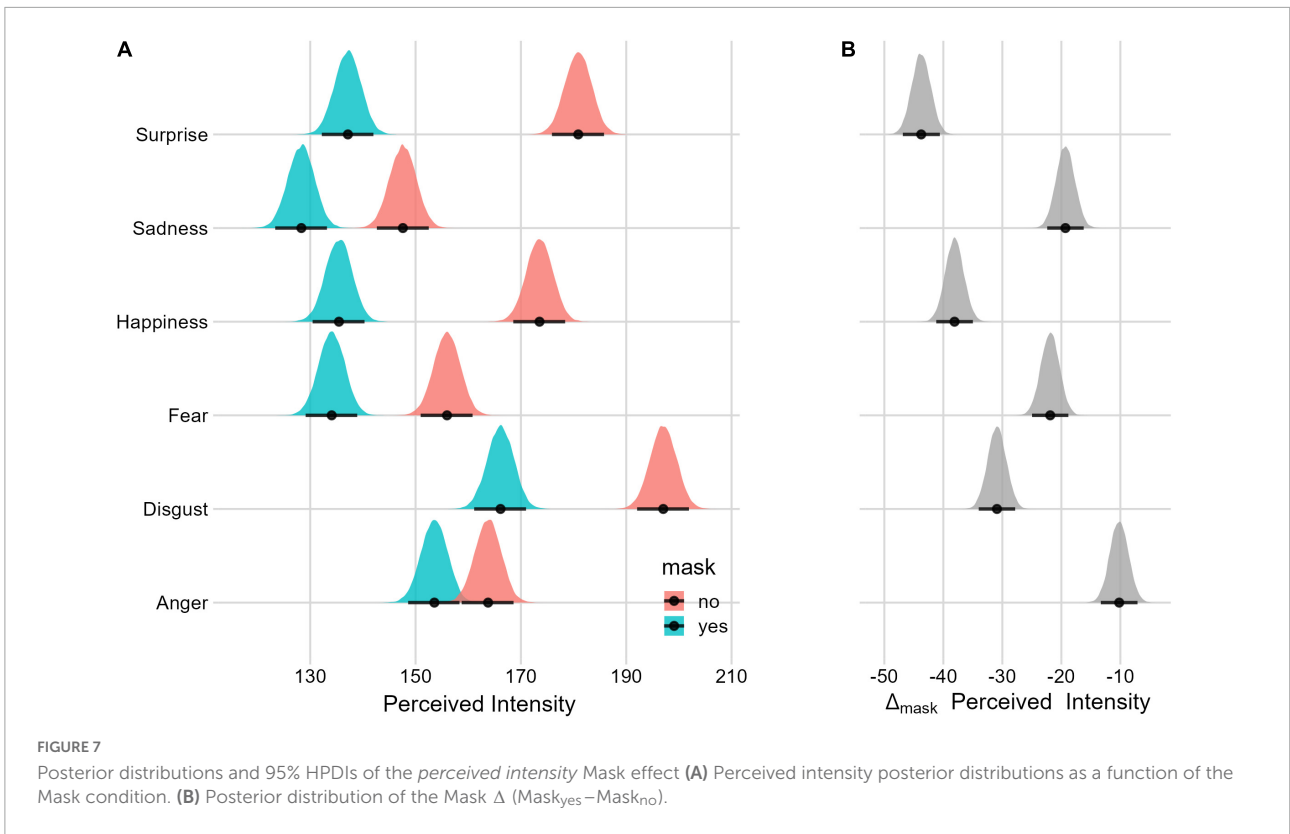 A
B
Surprise
Sadness
Happiness
Fear
Disgust
Anger
mask
no
yes
130 150 170 190 210
Perceived Intensity
-50 -40 -30 -20 -10
Δmask Perceived Intensity
FIGURE 7
Posterior distributions and 95% HPDIs of the perceived intensity Mask effect (A) Perceived intensity posterior distributions as a function of the
Mask condition. (B) Posterior distribution of the Mask Δ (Maskyes–Maskno).